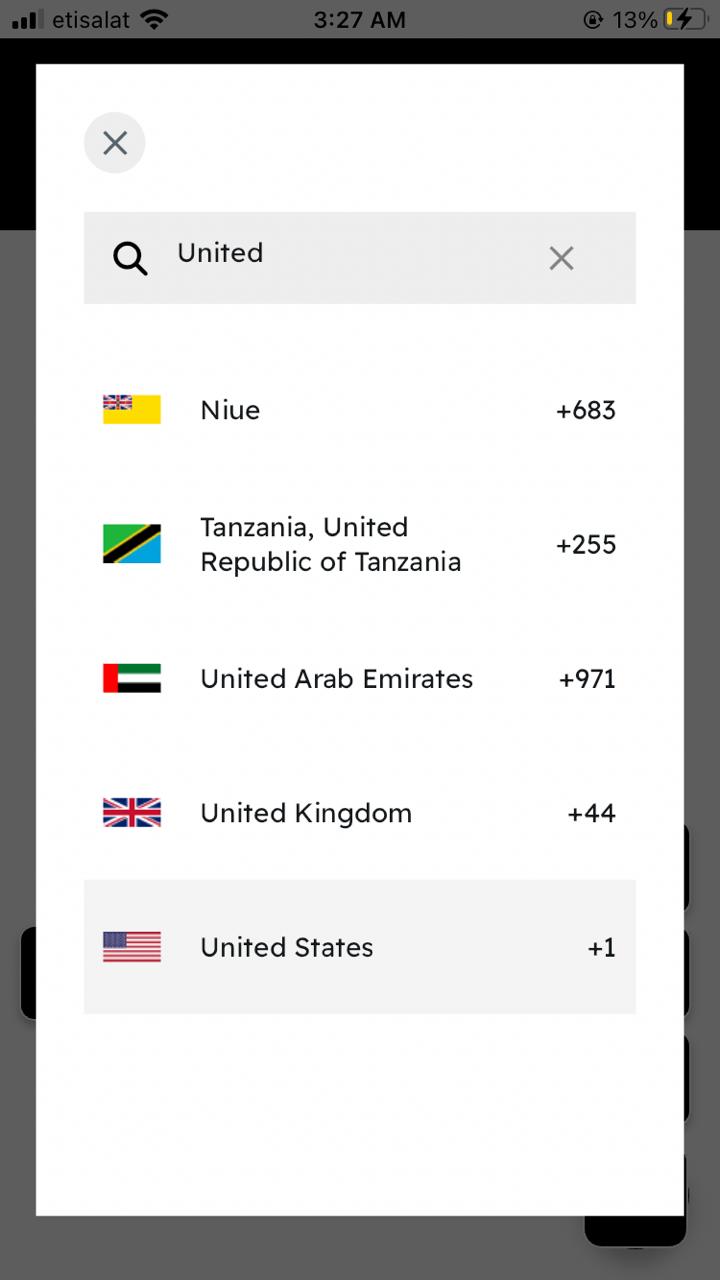 etisalat 3:27 AM 13%
United
Niue +683
Tanzania, United
Republic of Tanzania +255
United Arab Emirates +971
United Kingdom +44
United States +1